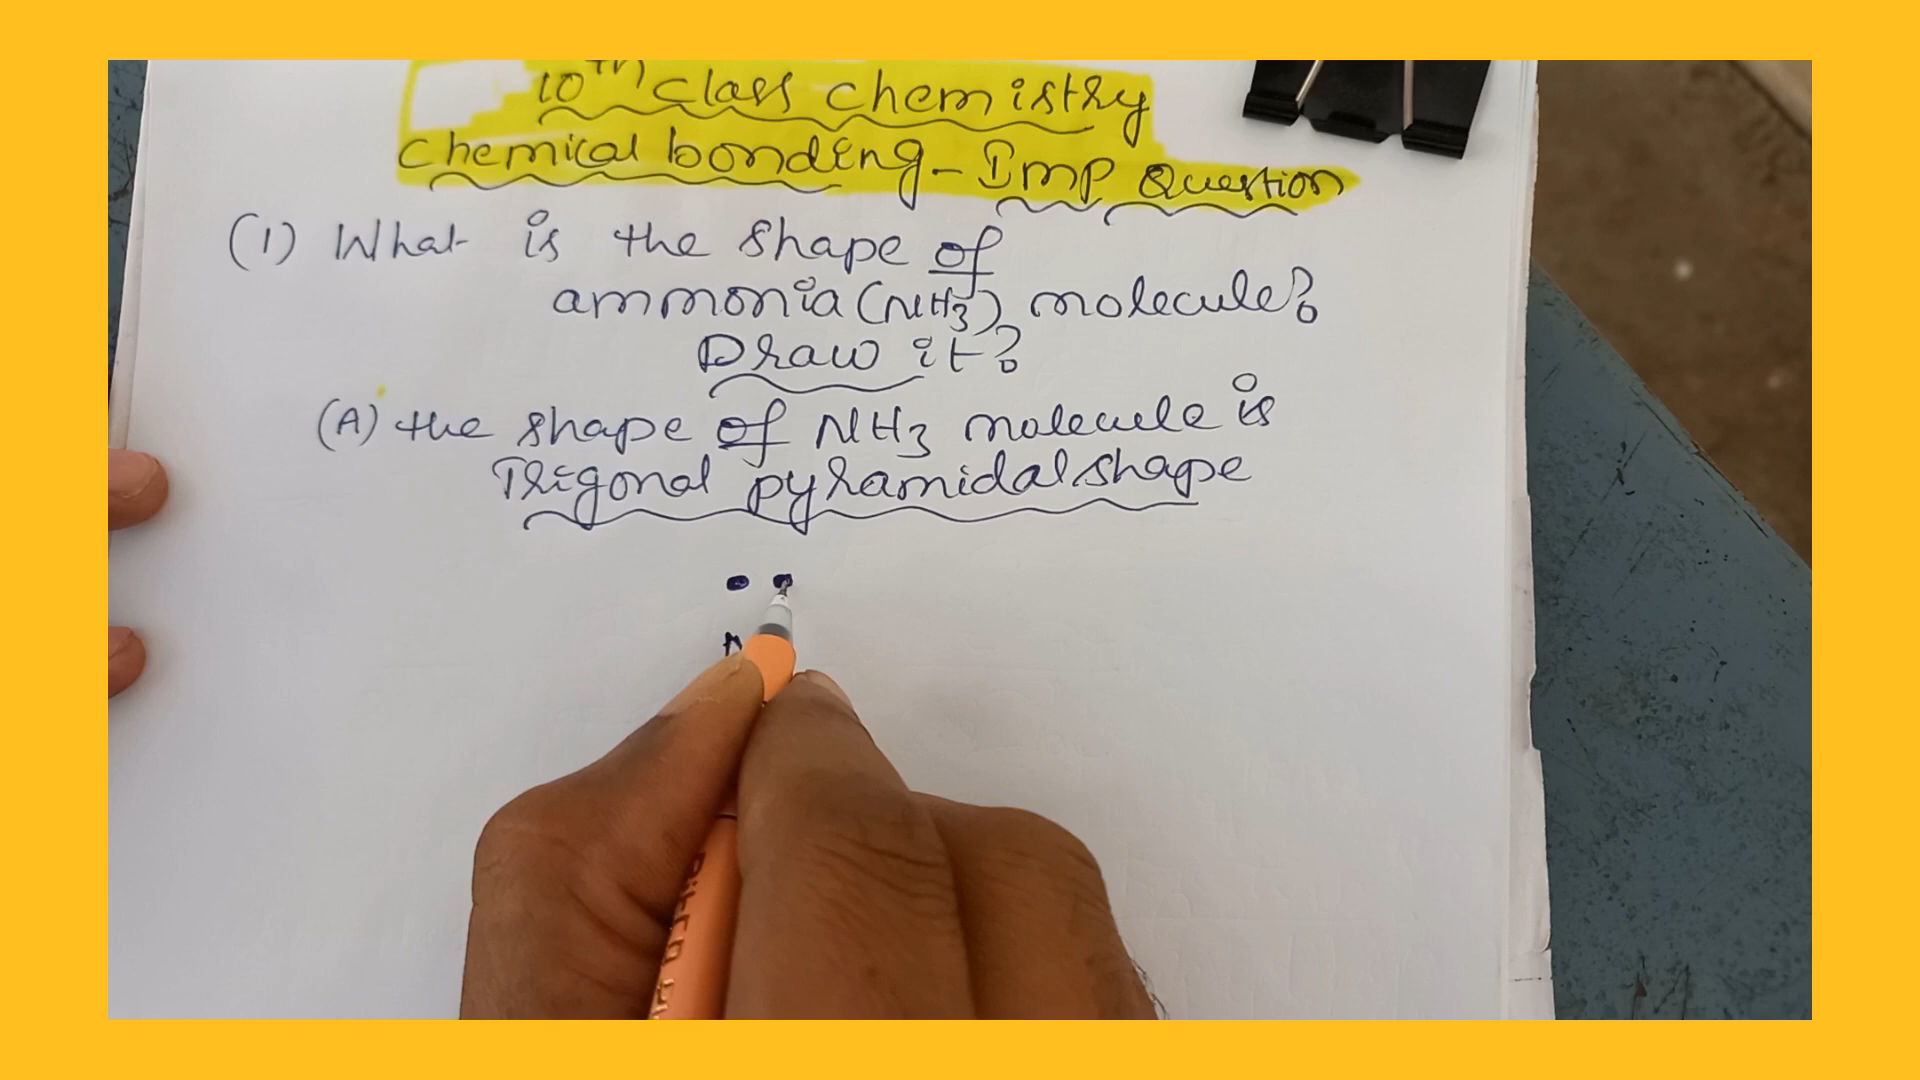 10th class chemistry
chemical bonding - Imp Question
(1) What is the shape of
ammonia (NH3) molecule?
Draw it?
(A) the shape of NH3 molecule is
Trigonal pyramidal shape
N